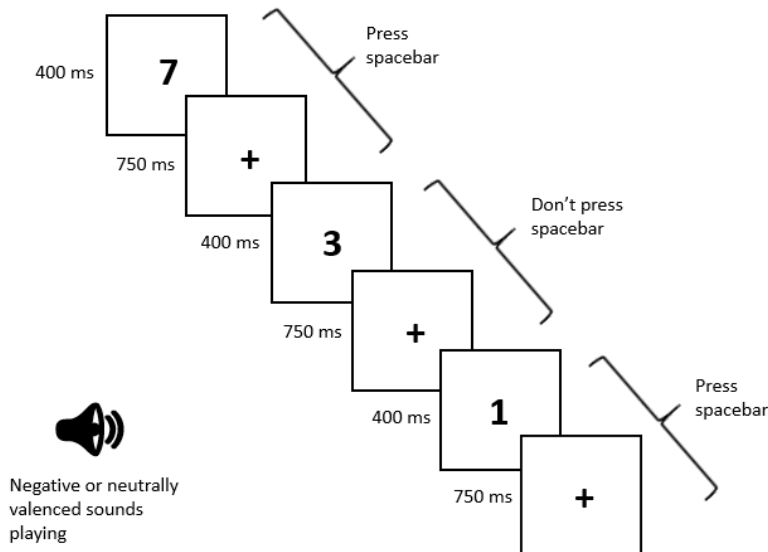 7
Press
spacebar
400 ms
+
750 ms
3
Don't press
spacebar
400 ms
+
750 ms
1
Press
spacebar
400 ms
+
750 ms
Negative or neutrally
valenced sounds
playing